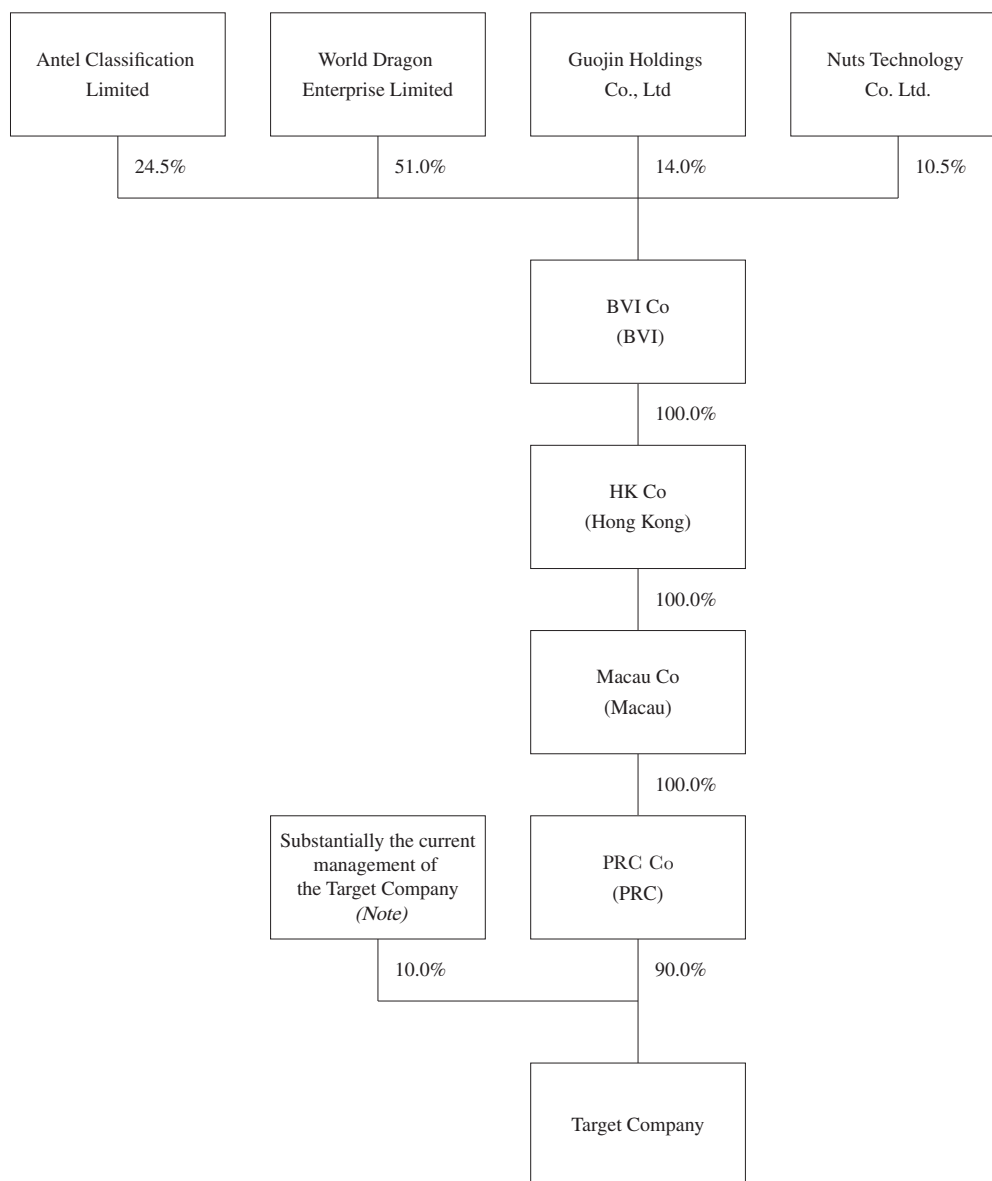 Antel Classification
Limited
World Dragon
Enterprise Limited
Guojin Holdings
Co., Ltd
Nuts Technology
Co. Ltd.
24.5%
51.0%
14.0%
10.5%
BVI Co
(BVI)
100.0%
HK Co
(Hong Kong)
100.0%
Macau Co
(Macau)
100.0%
Substantially the current
management of
the Target Company
(Note)
PRC Co
(PRC)
10.0%
90.0%
Target Company